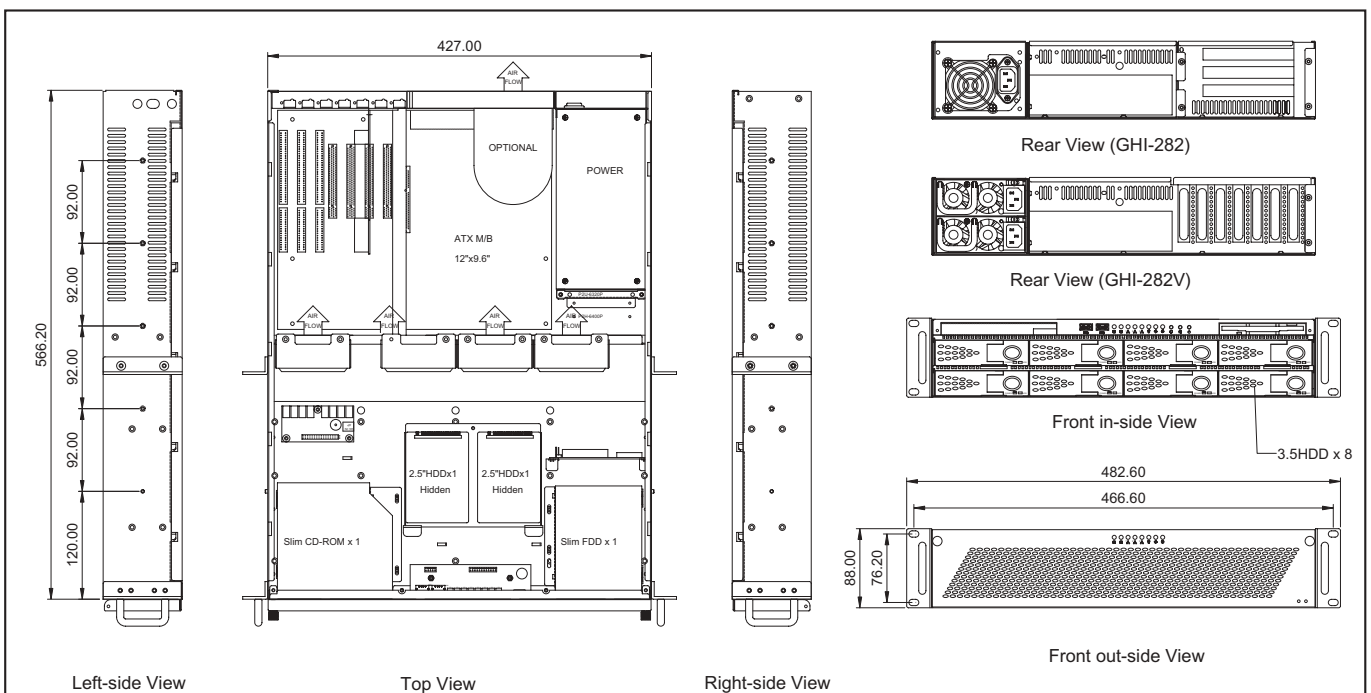 427.00
AIR
FLOW
OPTIONAL
POWER
ATX M/B
12"x9.6"
P2U-6320P
AIR
FLOW
AIR
FLOW
AIR
FLOW
AIR
FLOW
2.5"HDDx1
Hidden
2.5"HDDx1
Hidden
Slim CD-ROM x 1
Slim FDD x 1
566.20
92.00
92.00
92.00
92.00
120.00
Left-side View
Top View
Right-side View
Rear View (GHI-282)
Rear View (GHI-282V)
Front in-side View
3.5HDD x 8
482.60
466.60
88.00
76.20
Front out-side View